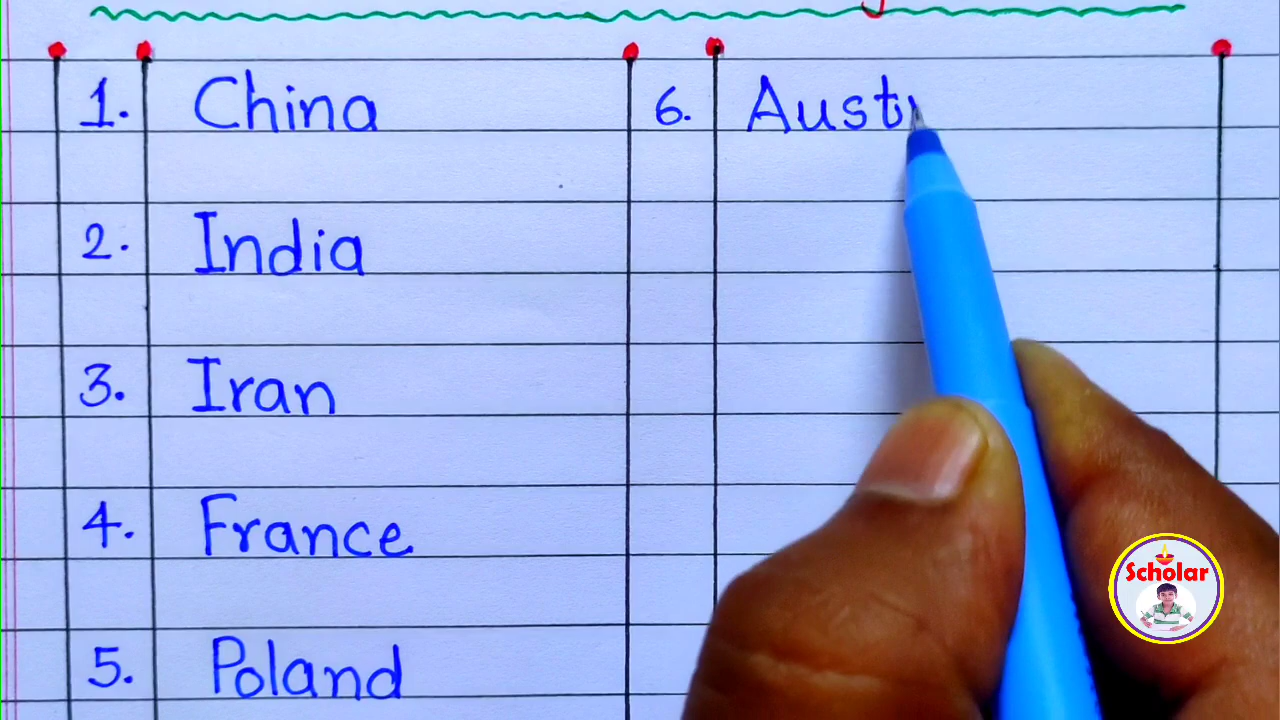 1. China
2. India
3. Iran
4. France
5. Poland
6. Aust
Scholar